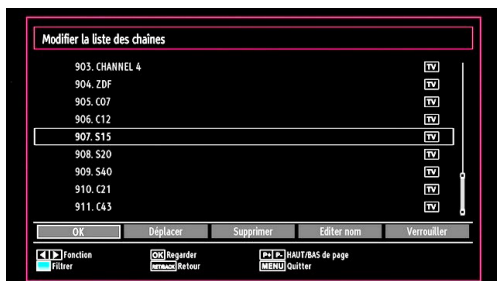 Modifier la liste des chaînes
903. CHANNEL 4 TV
904. ZDF TV
905. C07 TV
906. C12 TV
907. S15 TV
908. S20 TV
909. S40 TV
910. C21 TV
911. C43 TV
OK Déplacer Supprimer Editer nom Verrouiller
Fonction OK Regarder P+ P- HAUT/BAS de page
Filtrer Retour MENU Quitter